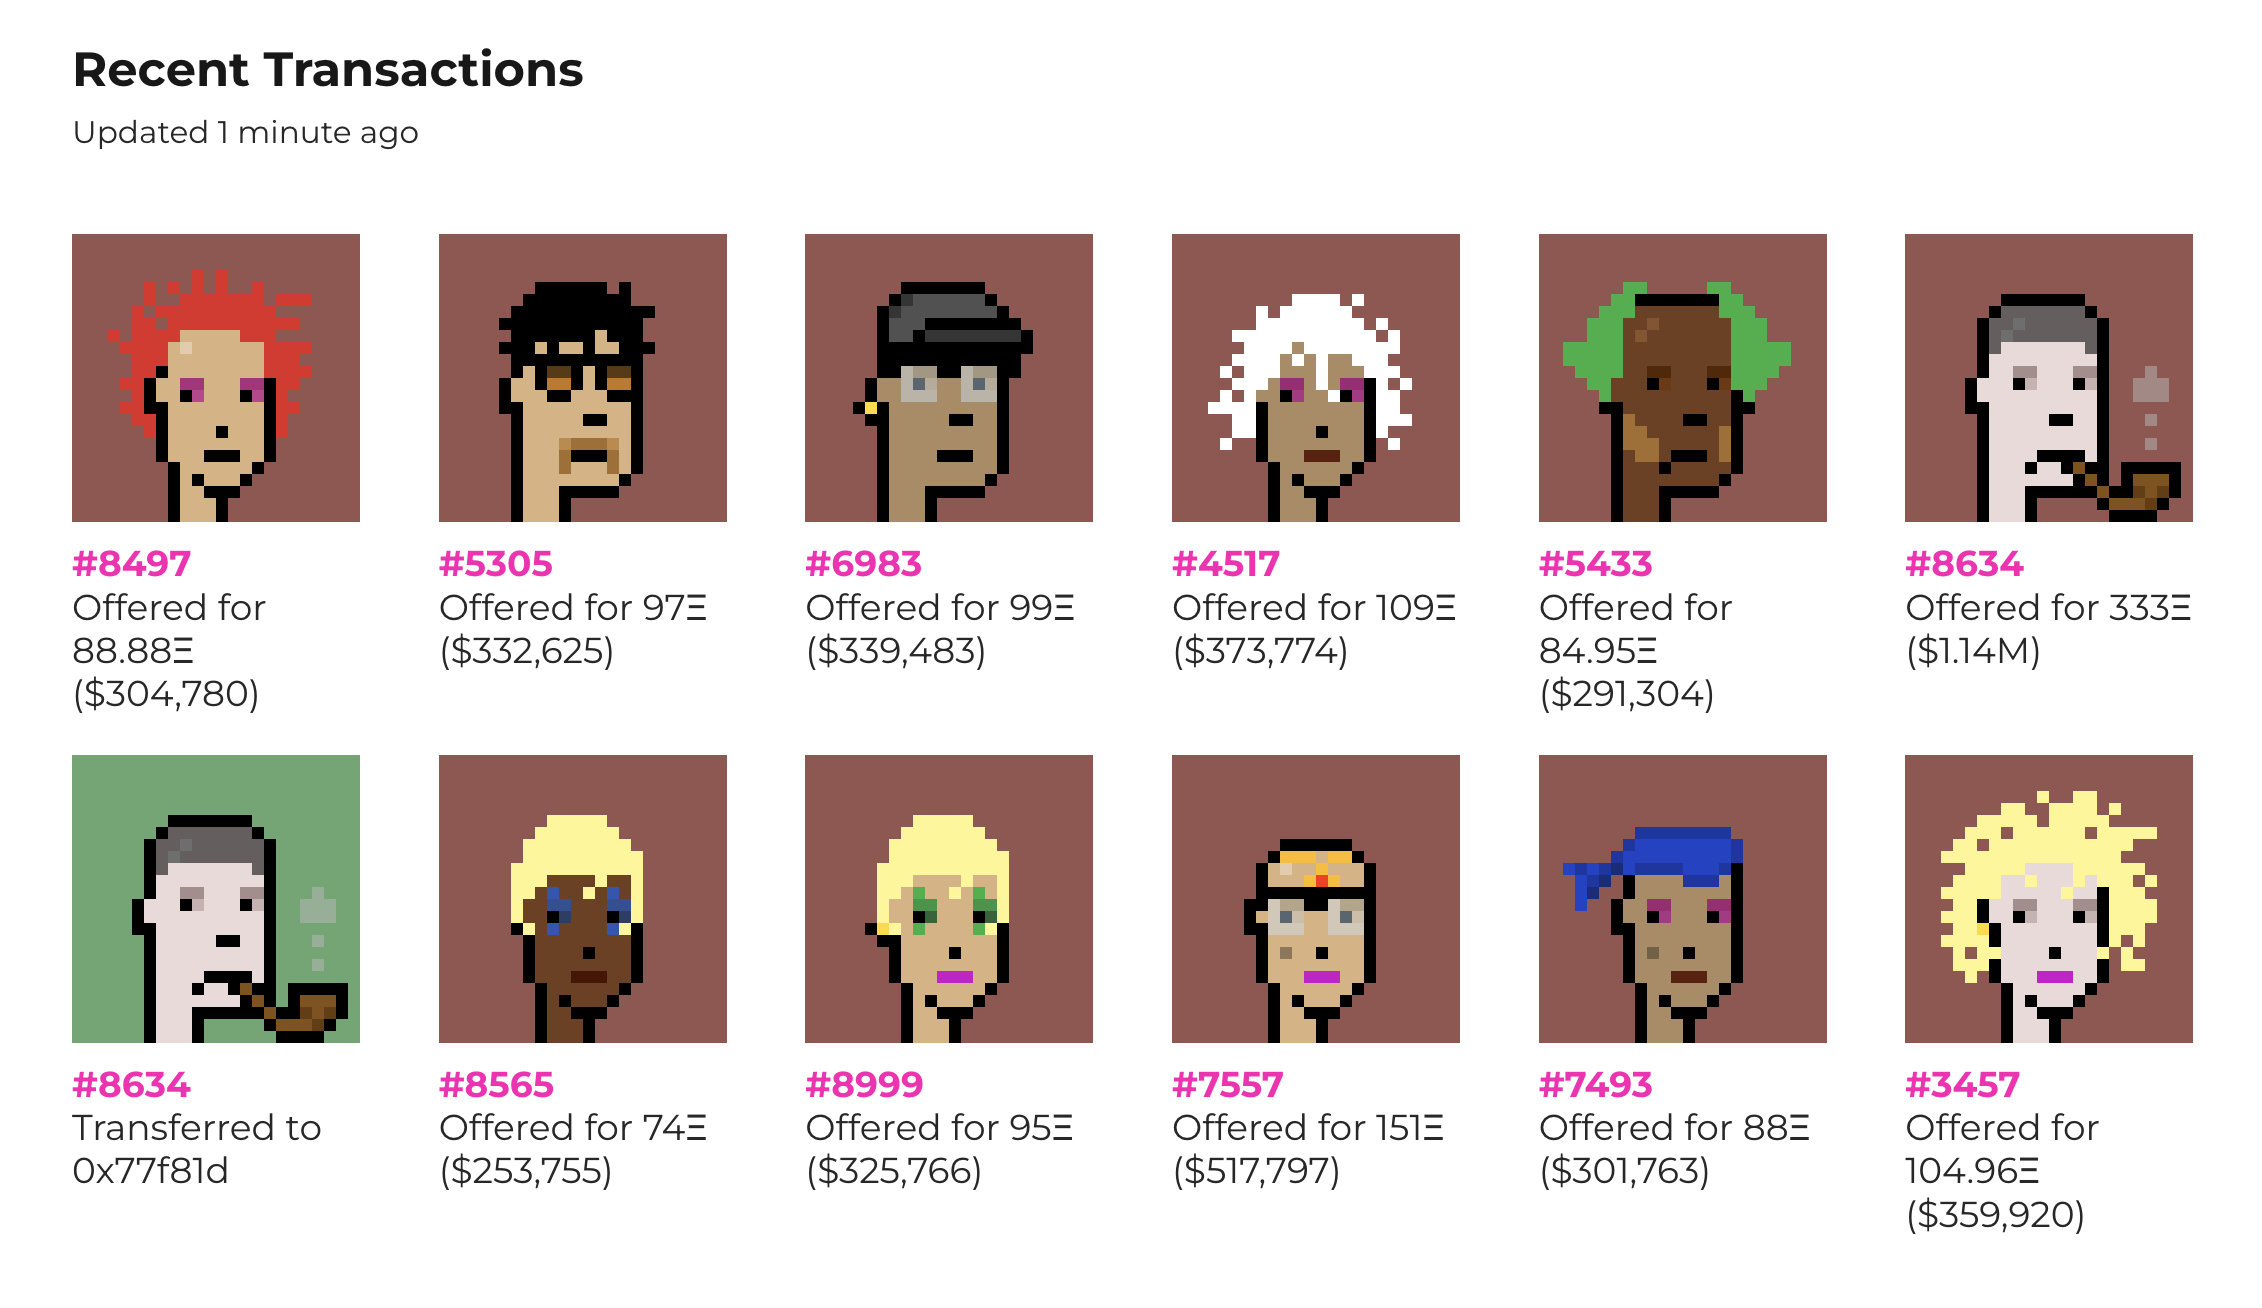 Recent Transactions
Updated 1 minute ago
#8497
Offered for
88.88Ξ
($304,780)
#5305
Offered for 97Ξ
($332,625)
#6983
Offered for 99Ξ
($339,483)
#4517
Offered for 109Ξ
($373,774)
#5433
Offered for
84.95Ξ
($291,304)
#8634
Offered for 333Ξ
($1.14M)
#8634
Transferred to
0x77f81d
#8565
Offered for 74Ξ
($253,755)
#8999
Offered for 95Ξ
($325,766)
#7557
Offered for 151Ξ
($517,797)
#7493
Offered for 88Ξ
($301,763)
#3457
Offered for
104.96Ξ
($359,920)